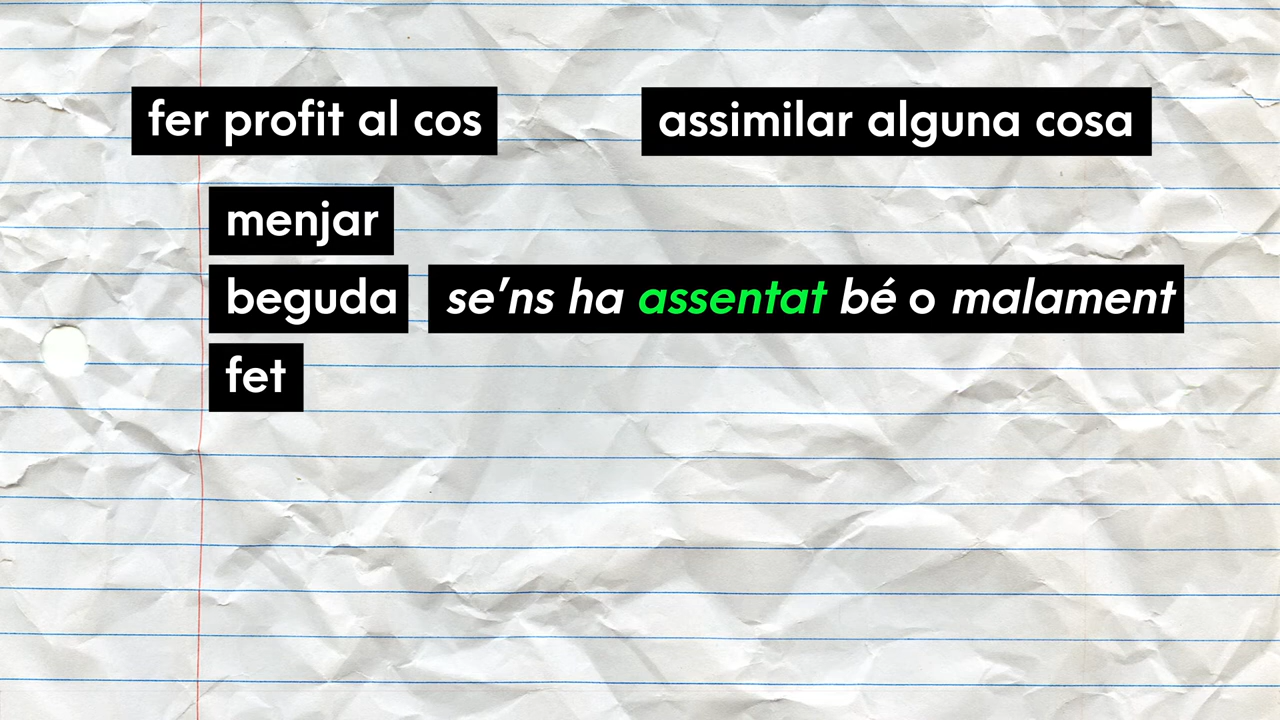 fer profit al cos assimilar alguna cosa
menjar
beguda se’ns ha assentat bé o malament
fet